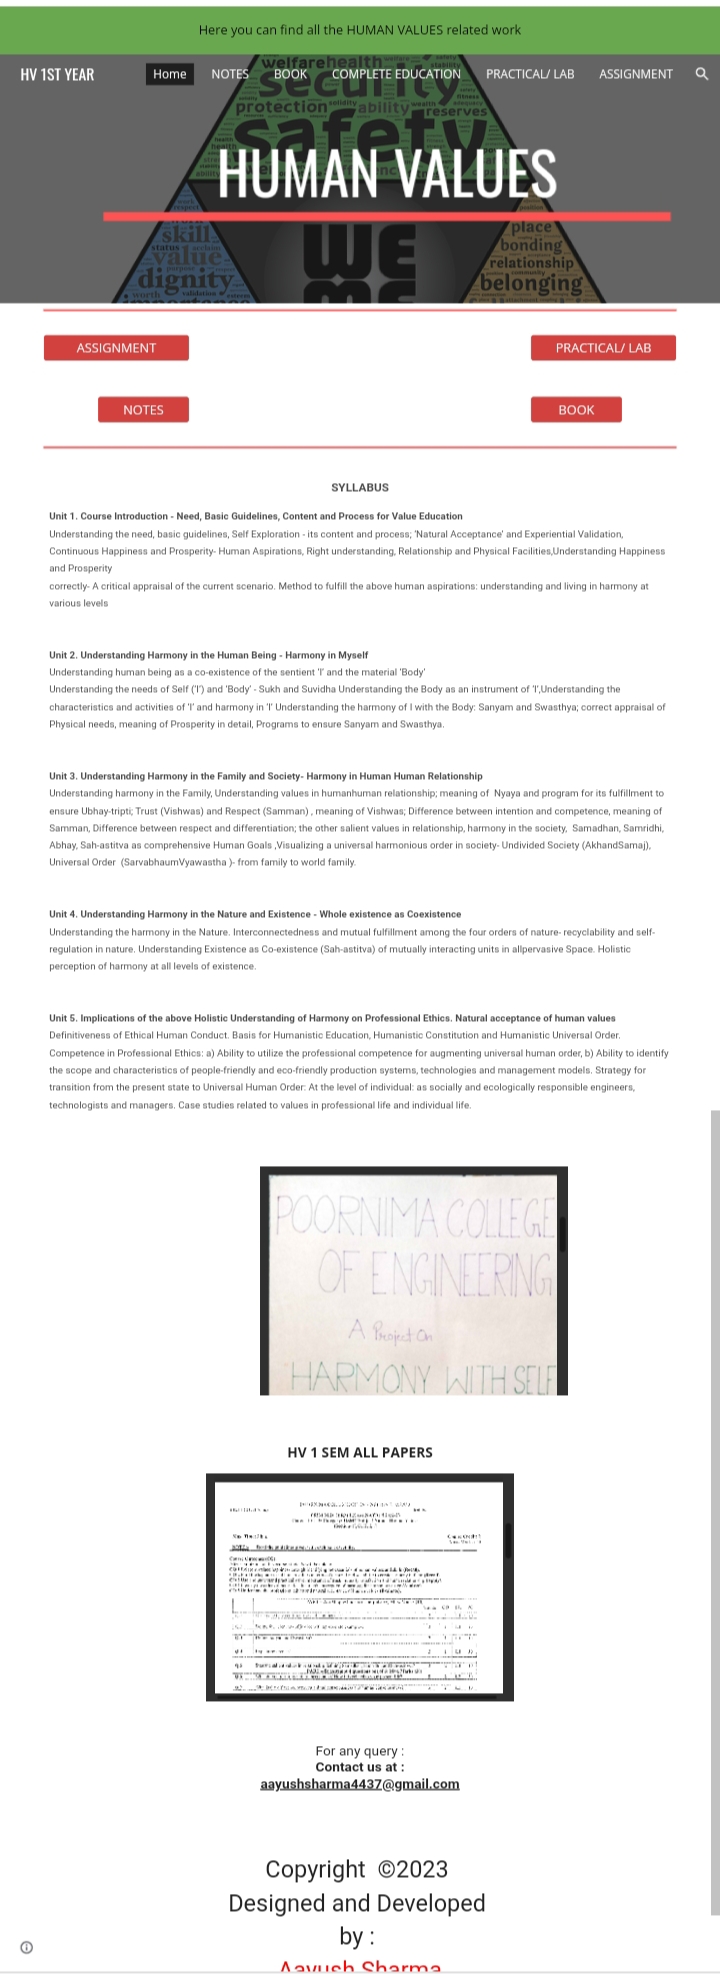 Here you can find all the HUMAN VALUES related work
HV 1ST YEAR
Home NOTES BOOK COMPLETE EDUCATION PRACTICAL/ LAB ASSIGNMENT
welfare health
security
protection solidity ability wealth reserves
safety
HUMAN VALUES
skill
value
dignity
WE
ME
place
bonding
relationship
belonging
ASSIGNMENT
PRACTICAL/ LAB
NOTES
BOOK
SYLLABUS
Unit 1. Course Introduction - Need, Basic Guidelines, Content and Process for Value Education
Understanding the need, basic guidelines, Self Exploration - its content and process; 'Natural Acceptance' and Experiential Validation,
Continuous Happiness and Prosperity- Human Aspirations, Right understanding, Relationship and Physical Facilities,Understanding Happiness
and Prosperity
correctly- A critical appraisal of the current scenario. Method to fulfill the above human aspirations: understanding and living in harmony at
various levels
Unit 2. Understanding Harmony in the Human Being - Harmony in Myself
Understanding human being as a co-existence of the sentient 'I' and the material 'Body'
Understanding the needs of Self ('I') and 'Body' - Sukh and Suvidha Understanding the Body as an instrument of 'I',Understanding the
characteristics and activities of 'I' and harmony in 'I' Understanding the harmony of I with the Body: Sanyam and Swasthya; correct appraisal of
Physical needs, meaning of Prosperity in detail, Programs to ensure Sanyam and Swasthya.
Unit 3. Understanding Harmony in the Family and Society- Harmony in Human Human Relationship
Understanding harmony in the Family, Understanding values in humanhuman relationship; meaning of Nyaya and program for its fulfillment to
ensure Ubhay-tripti; Trust (Vishwas) and Respect (Samman) , meaning of Vishwas; Difference between intention and competence, meaning of
Samman, Difference between respect and differentiation; the other salient values in relationship, harmony in the society, Samadhan, Samridhi,
Abhay, Sah-astitva as comprehensive Human Goals ,Visualizing a universal harmonious order in society- Undivided Society (AkhandSamaj),
Universal Order (SarvabhaumVyawastha )- from family to world family.
Unit 4. Understanding Harmony in the Nature and Existence - Whole existence as Coexistence
Understanding the harmony in the Nature. Interconnectedness and mutual fulfillment among the four orders of nature- recyclability and self-
regulation in nature. Understanding Existence as Co-existence (Sah-astitva) of mutually interacting units in allpervasive Space. Holistic
perception of harmony at all levels of existence.
Unit 5. Implications of the above Holistic Understanding of Harmony on Professional Ethics. Natural acceptance of human values
Definitiveness of Ethical Human Conduct. Basis for Humanistic Education, Humanistic Constitution and Humanistic Universal Order.
Competence in Professional Ethics: a) Ability to utilize the professional competence for augmenting universal human order, b) Ability to identify
the scope and characteristics of people-friendly and eco-friendly production systems, technologies and management models. Strategy for
transition from the present state to Universal Human Order: At the level of individual: as socially and ecologically responsible engineers,
technologists and managers. Case studies related to values in professional life and individual life.
POORNIMA COLLEGE
OF ENGINEERING
A Project On
HARMONY WITH SELF
HV 1 SEM ALL PAPERS
For any query :
Contact us at :
aayushsharma4437@gmail.com
Copyright ©2023
Designed and Developed
by :
Aayush Sharma